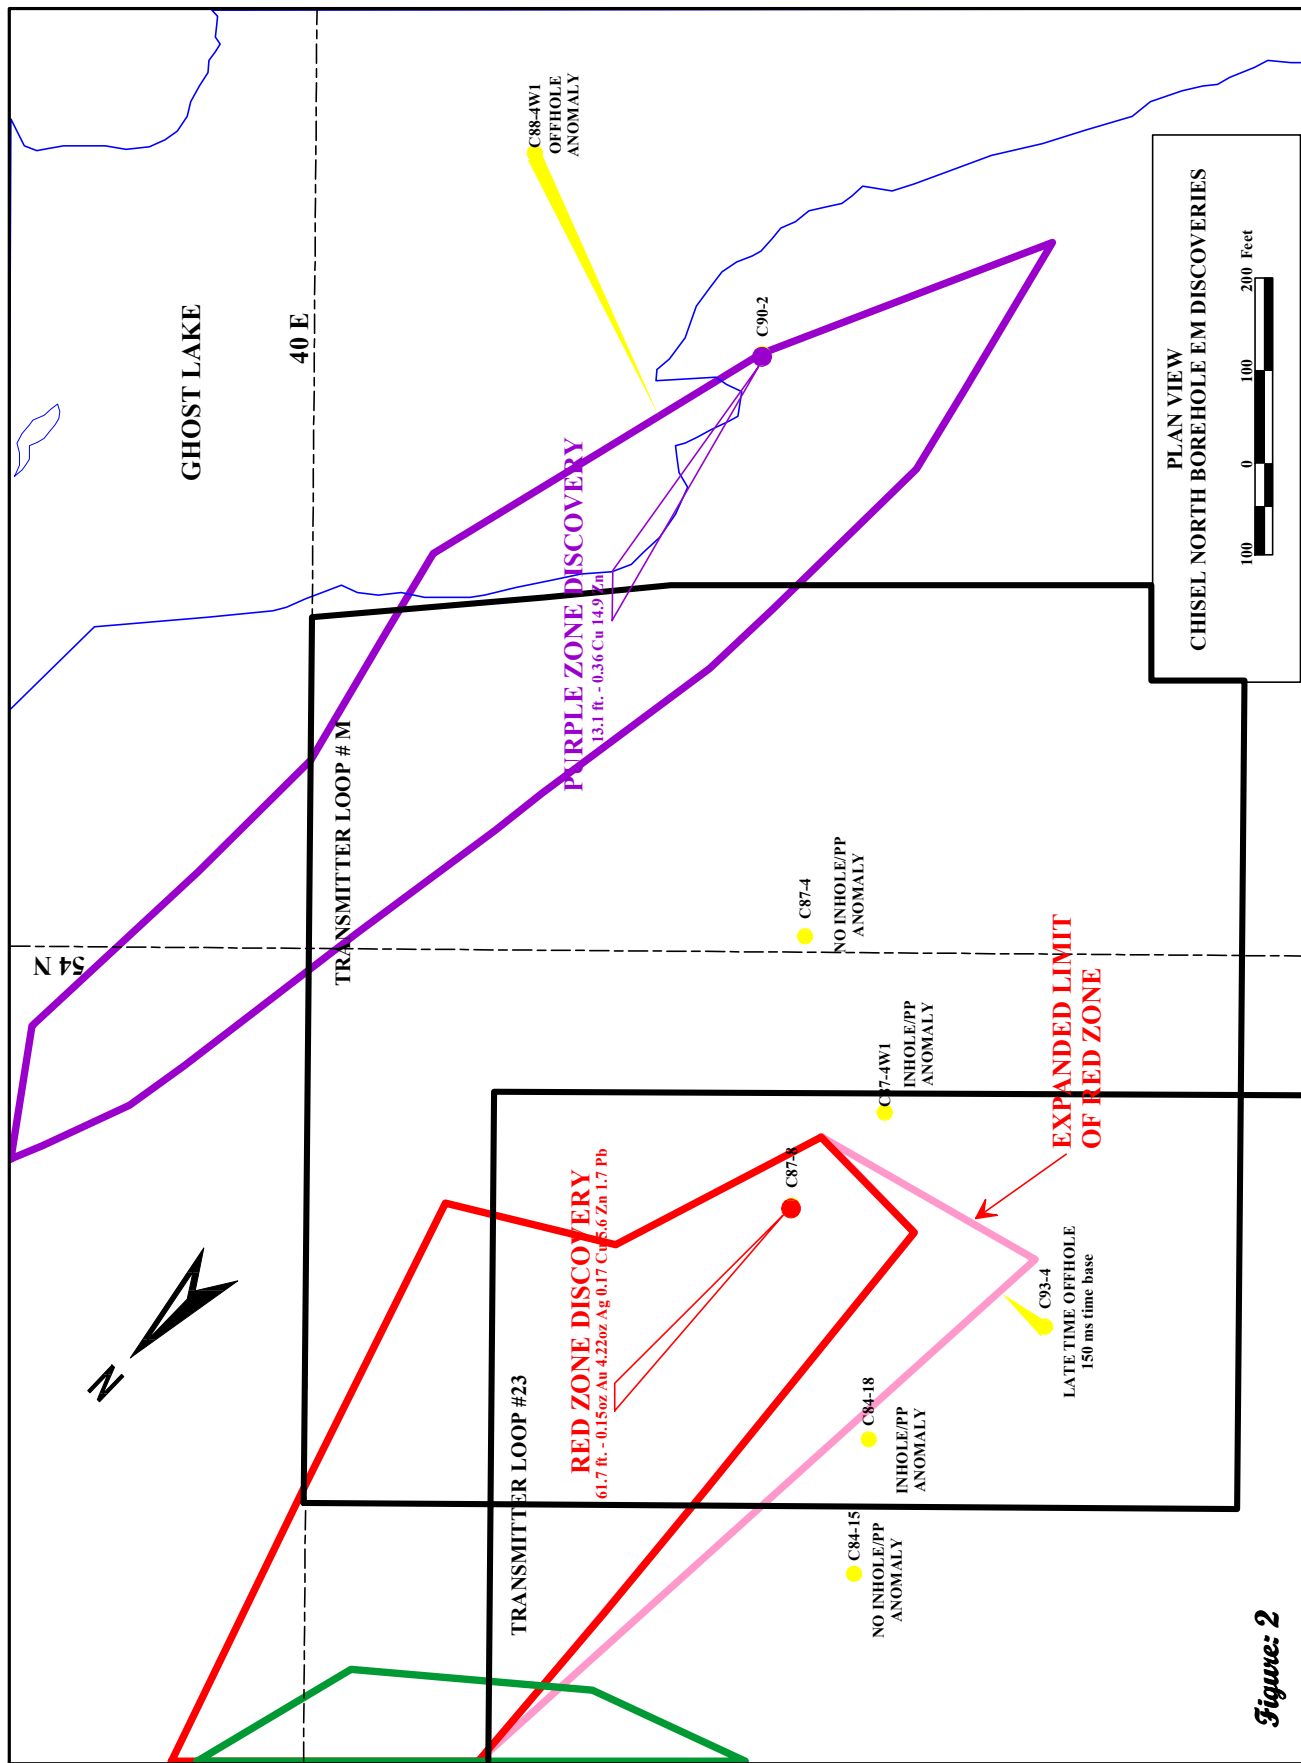 GHOST LAKE
40 E
C88-4W1
OFFHOLE
ANOMALY
C90-2
PURPLE ZONE DISCOVERY
13.1 ft. - 0.36 Cu 14.9 Zn
TRANSMITTER LOOP # M
54 N
C87-4
NO INHOLE/PP
ANOMALY
C87-4W1
INHOLE/PP
ANOMALY
EXPANDED LIMIT
OF RED ZONE
C87-8
RED ZONE DISCOVERY
61.7 ft. - 0.15oz Au 4.22oz Ag 0.17 Cu 5.6 Zn 1.7 Pb
N
TRANSMITTER LOOP #23
C93-4
LATE TIME OFFHOLE
150 ms time base
C84-18
INHOLE/PP
ANOMALY
C84-15
NO INHOLE/PP
ANOMALY
PLAN VIEW
CHISEL NORTH BOREHOLE EM DISCOVERIES
100 0 100 200 Feet
Figure: 2